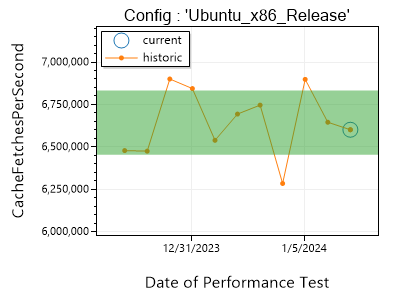 Config : 'Ubuntu_x86_Release'
current
historic
CacheFetchesPerSecond
7,000,000
6,750,000
6,500,000
6,250,000
6,000,000
12/31/2023
1/5/2024
Date of Performance Test